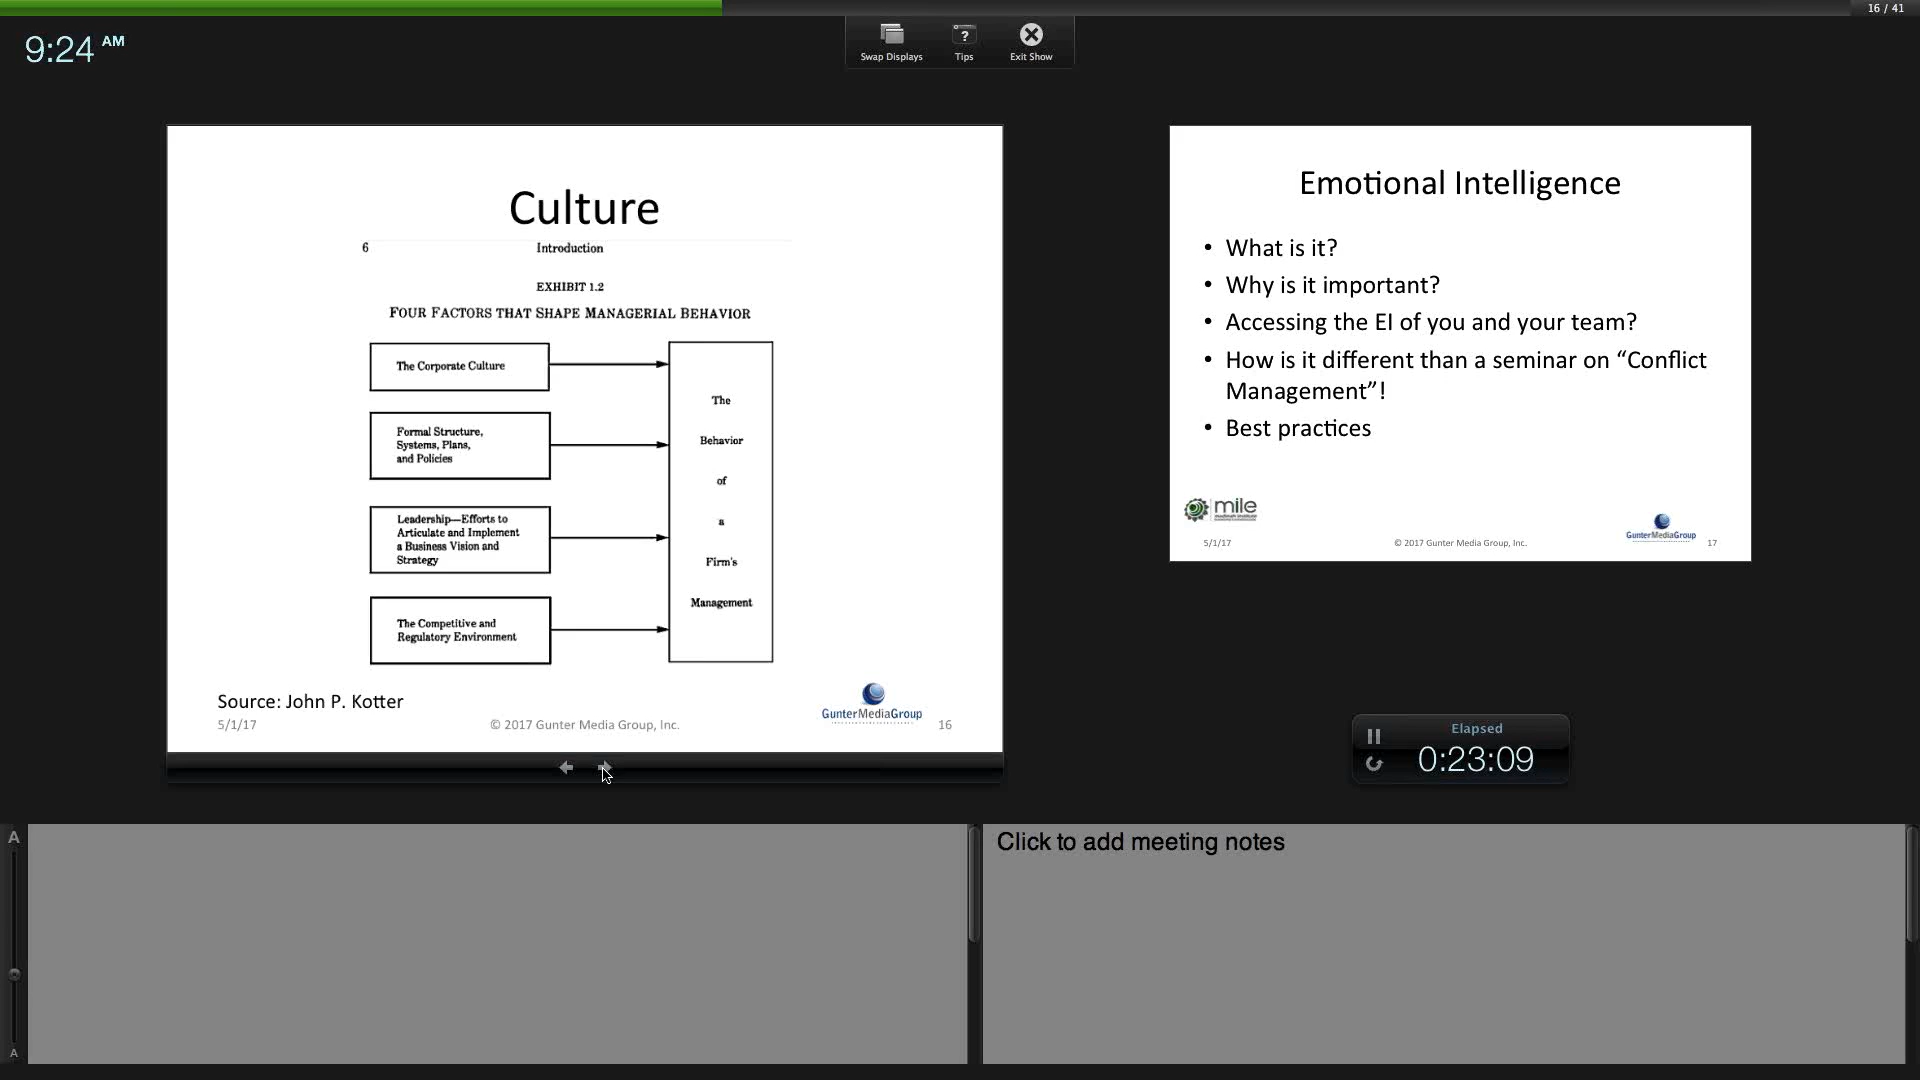 16 / 41
9:24 AM
Swap Displays
Tips
Exit Show
Culture
6
Introduction
EXHIBIT 1.2
FOUR FACTORS THAT SHAPE MANAGERIAL BEHAVIOR
The Corporate Culture
Formal Structure,
Systems, Plans,
and Policies
Leadership—Efforts to
Articulate and Implement
a Business Vision and
Strategy
The Competitive and
Regulatory Environment
The
Behavior
of
a
Firm's
Management
Source: John P. Kotter
5/1/17
© 2017 Gunter Media Group, Inc.
GunterMediaGroup
16
Emotional Intelligence
• What is it?
• Why is it important?
• Accessing the EI of you and your team?
• How is it different than a seminar on “Conflict
Management”!
• Best practices
mile
5/1/17
© 2017 Gunter Media Group, Inc.
GunterMediaGroup
17
Elapsed
0:23:09
A
A
Click to add meeting notes